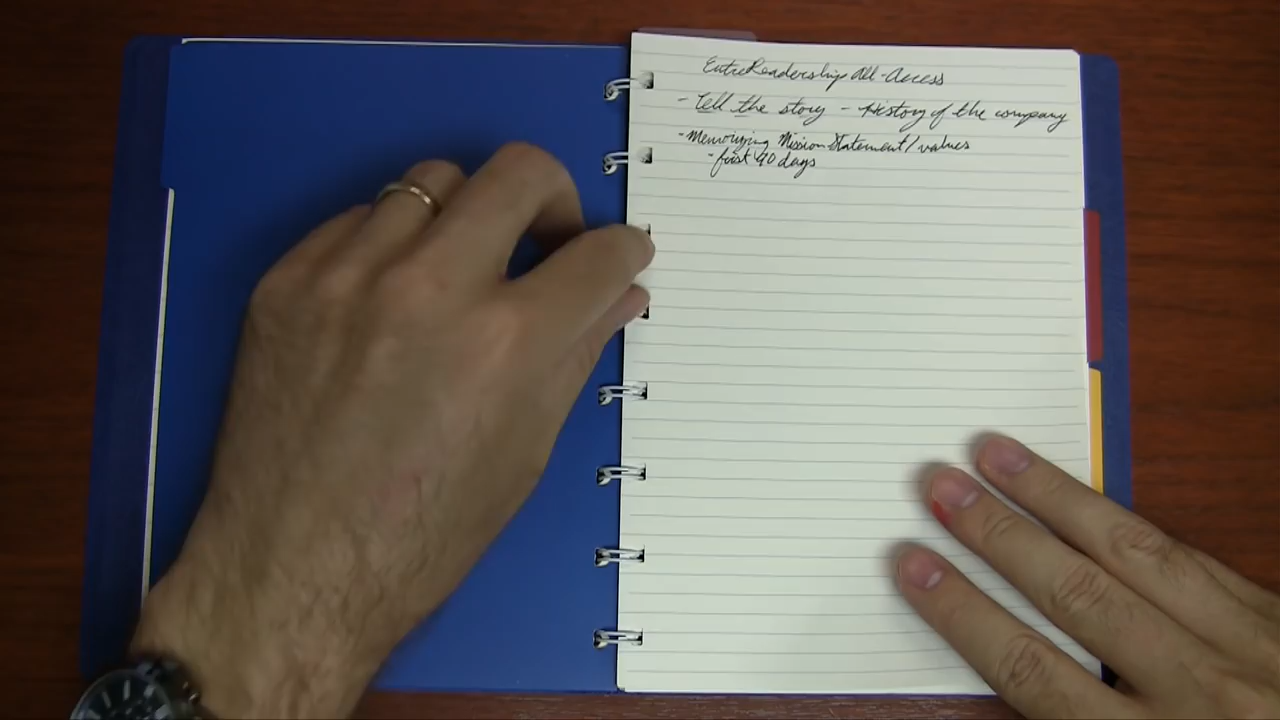 EntreLeadership All-Access
- Tell the story - History of the company
- Memorizing Mission Statement/values
- first 90 days